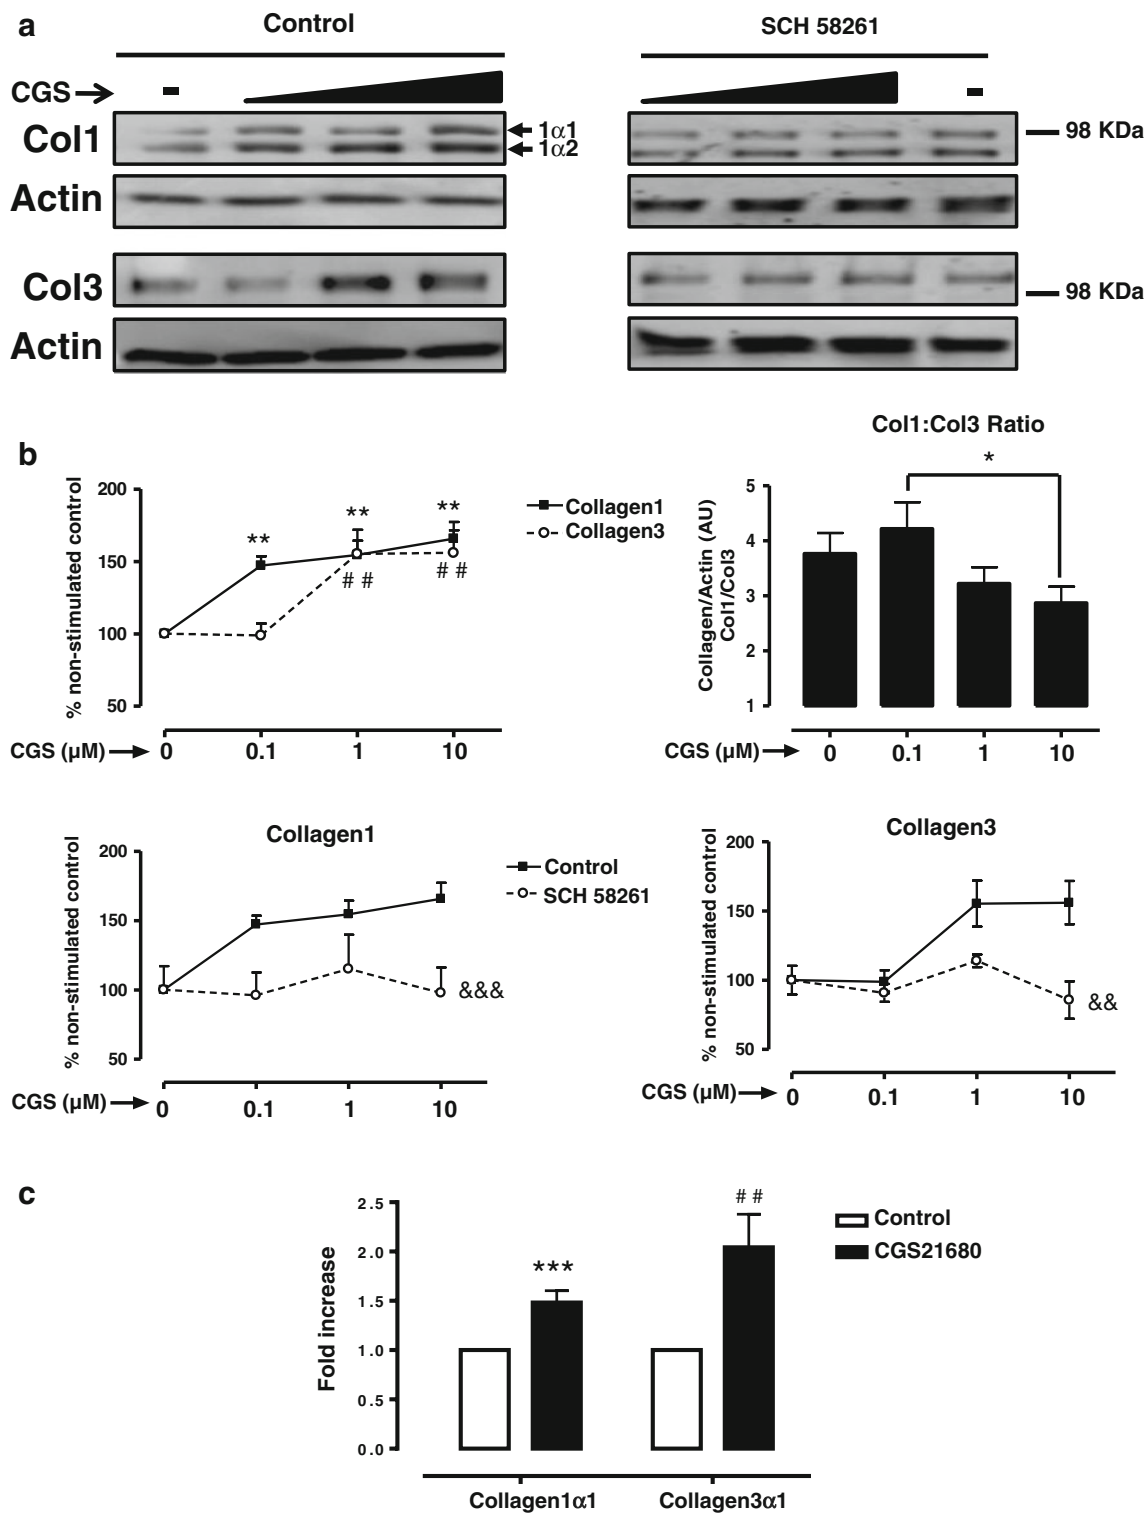 a
Control
SCH 58261
CGS
-
-
Col1
1α1
1α2
98 KDa
Actin
Col3
98 KDa
Actin
b
% non-stimulated control
200
150
100
50
**
**
**
# #
# #
Collagen1
Collagen3
CGS (µM)
0 0.1 1 10
Col1:Col3 Ratio
*
Collagen/Actin (AU)
Col1/Col3
5
4
3
2
1
CGS (µM)
0 0.1 1 10
Collagen1
% non-stimulated control
200
150
100
50
Control
SCH 58261
&&&
CGS (µM)
0 0.1 1 10
Collagen3
% non-stimulated control
200
150
100
50
&&
CGS (µM)
0 0.1 1 10
c
Fold increase
2.5
2.0
1.5
1.0
0.5
0.0
***
# #
Control
CGS21680
Collagen1α1
Collagen3α1